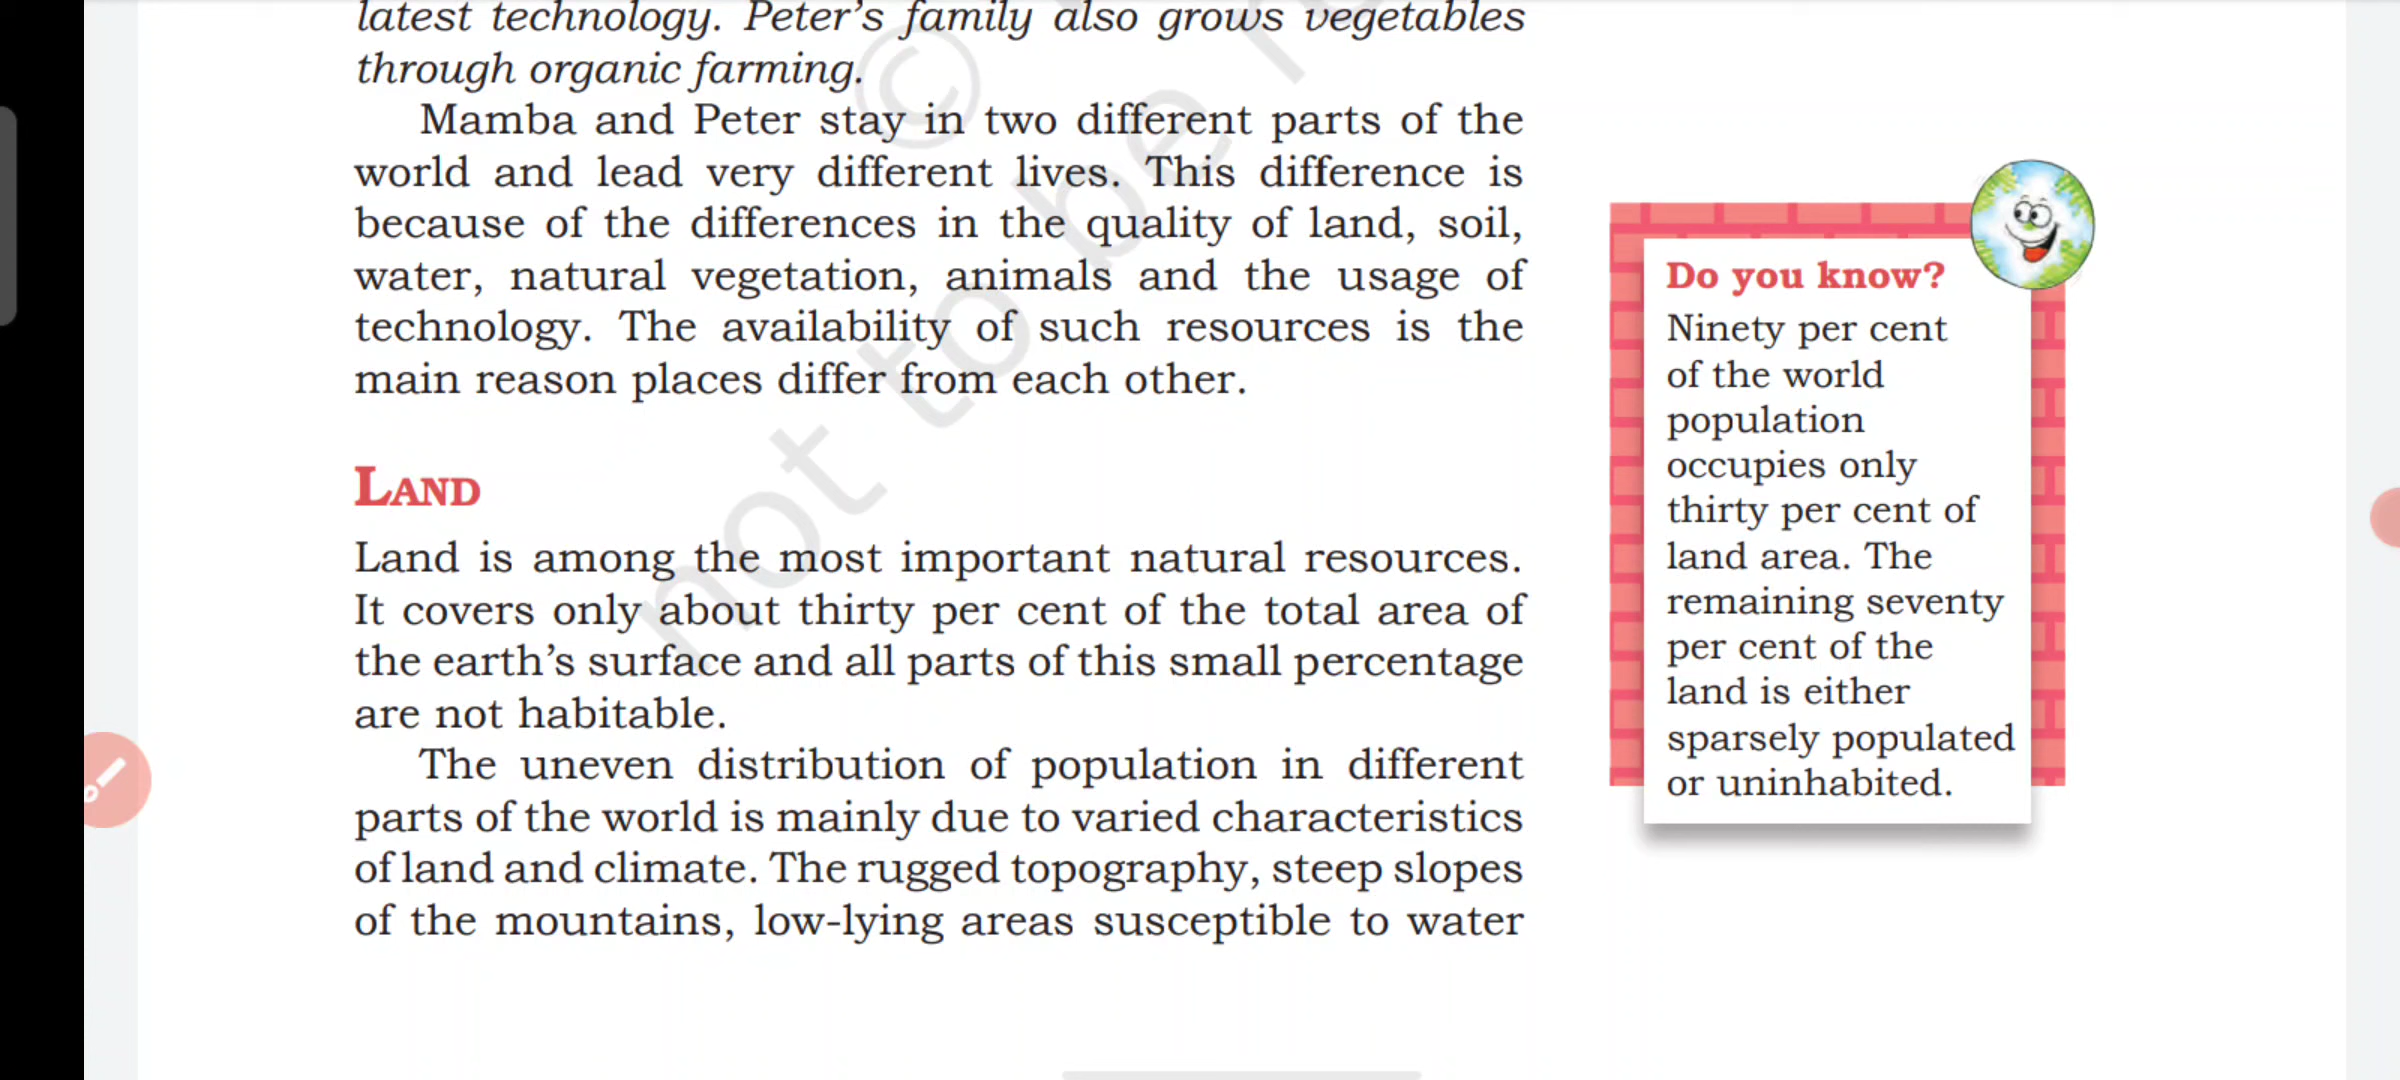 latest technology. Peter's family also grows vegetables
through organic farming.
Mamba and Peter stay in two different parts of the
world and lead very different lives. This difference is
because of the differences in the quality of land, soil,
water, natural vegetation, animals and the usage of
technology. The availability of such resources is the
main reason places differ from each other.
LAND
Land is among the most important natural resources.
It covers only about thirty per cent of the total area of
the earth's surface and all parts of this small percentage
are not habitable.
The uneven distribution of population in different
parts of the world is mainly due to varied characteristics
of land and climate. The rugged topography, steep slopes
of the mountains, low-lying areas susceptible to water
Do you know?
Ninety per cent
of the world
population
occupies only
thirty per cent of
land area. The
remaining seventy
per cent of the
land is either
sparsely populated
or uninhabited.
©
not to be